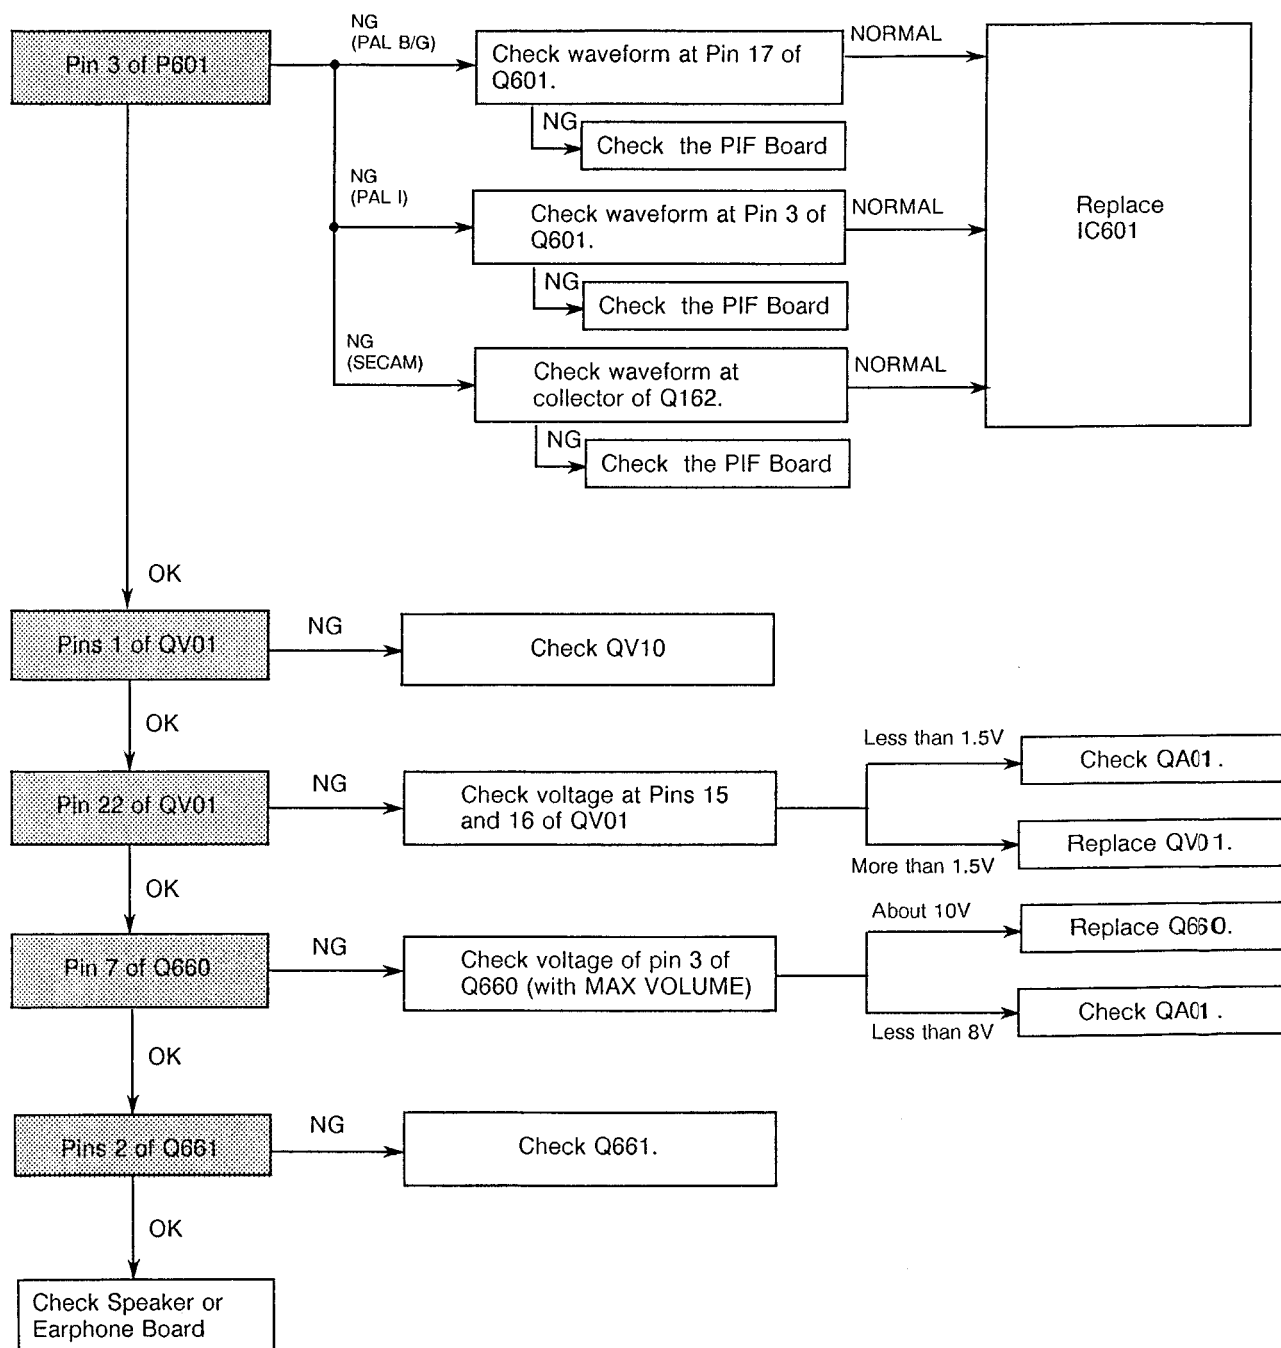 NG
(PAL B/G)
Pin 3 of P601
Check waveform at Pin 17 of
Q601.
NORMAL
NG
Check the PIF Board
NG
(PAL I)
Check waveform at Pin 3 of
Q601.
NORMAL
Replace
IC601
NG
Check the PIF Board
NG
(SECAM)
Check waveform at
collector of Q162.
NORMAL
NG
Check the PIF Board
OK
Pins 1 of QV01
NG
Check QV10
OK
Pin 22 of QV01
NG
Check voltage at Pins 15
and 16 of QV01
Less than 1.5V
Check QA01.
More than 1.5V
Replace QV01.
OK
Pin 7 of Q660
NG
Check voltage of pin 3 of
Q660 (with MAX VOLUME)
About 10V
Replace Q660.
Less than 8V
Check QA01.
OK
Pins 2 of Q661
NG
Check Q661.
OK
Check Speaker or
Earphone Board